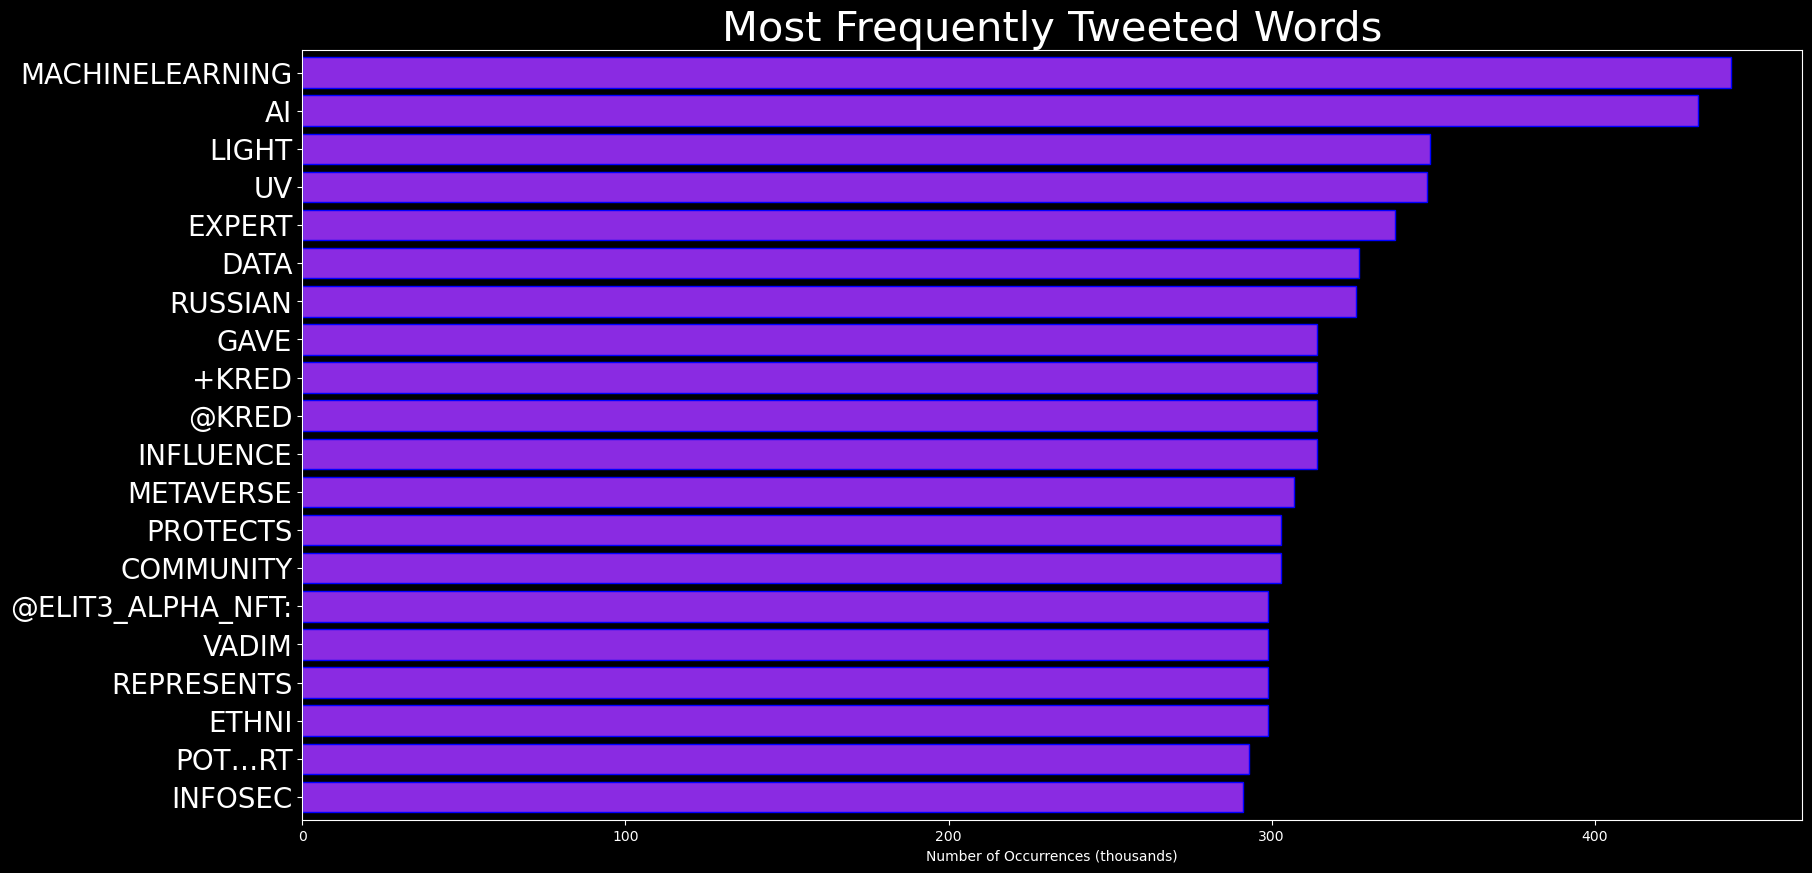 Most Frequently Tweeted Words
MACHINELEARNING
AI
LIGHT
UV
EXPERT
DATA
RUSSIAN
GAVE
+KRED
@KRED
INFLUENCE
METAVERSE
PROTECTS
COMMUNITY
@ELIT3_ALPHA_NFT:
VADIM
REPRESENTS
ETHNI
POT…RT
INFOSEC
0 100 200 300 400
Number of Occurrences (thousands)